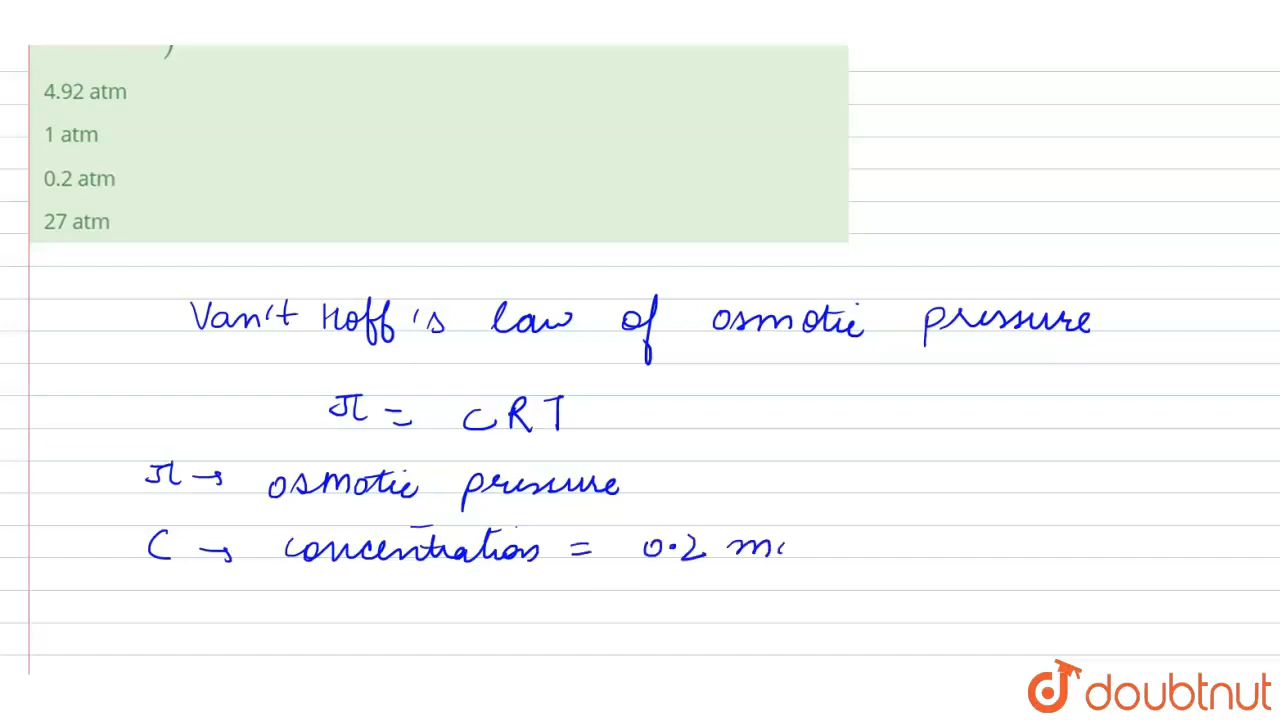 )
4.92 atm
1 atm
0.2 atm
27 atm
Van't Hoff's law of osmotic pressure
π = CRT
π → osmotic pressure
C → concentration = 0.2 mo
doubtnut